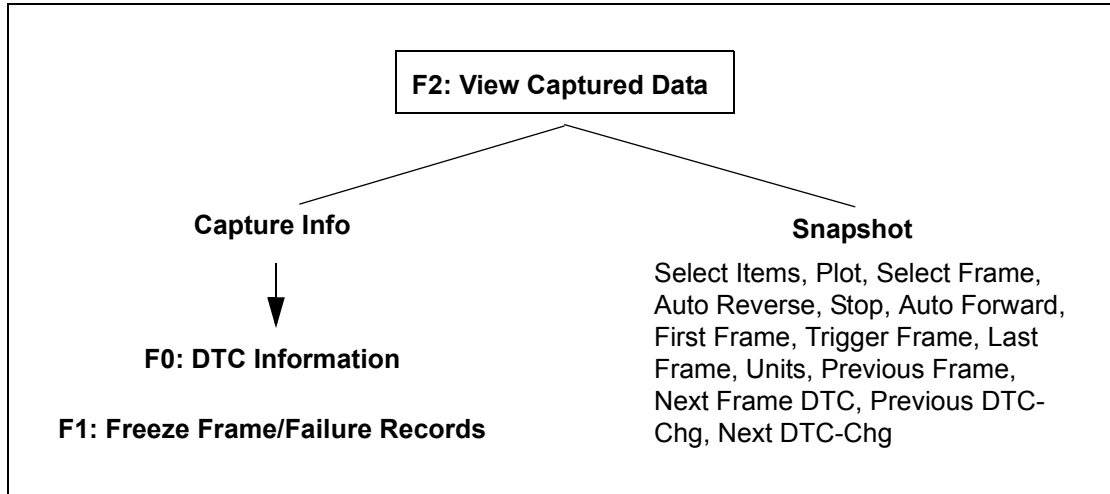 F2: View Captured Data
Capture Info
F0: DTC Information
F1: Freeze Frame/Failure Records
Snapshot
Select Items, Plot, Select Frame,
Auto Reverse, Stop, Auto Forward,
First Frame, Trigger Frame, Last
Frame, Units, Previous Frame,
Next Frame DTC, Previous DTC-
Chg, Next DTC-Chg